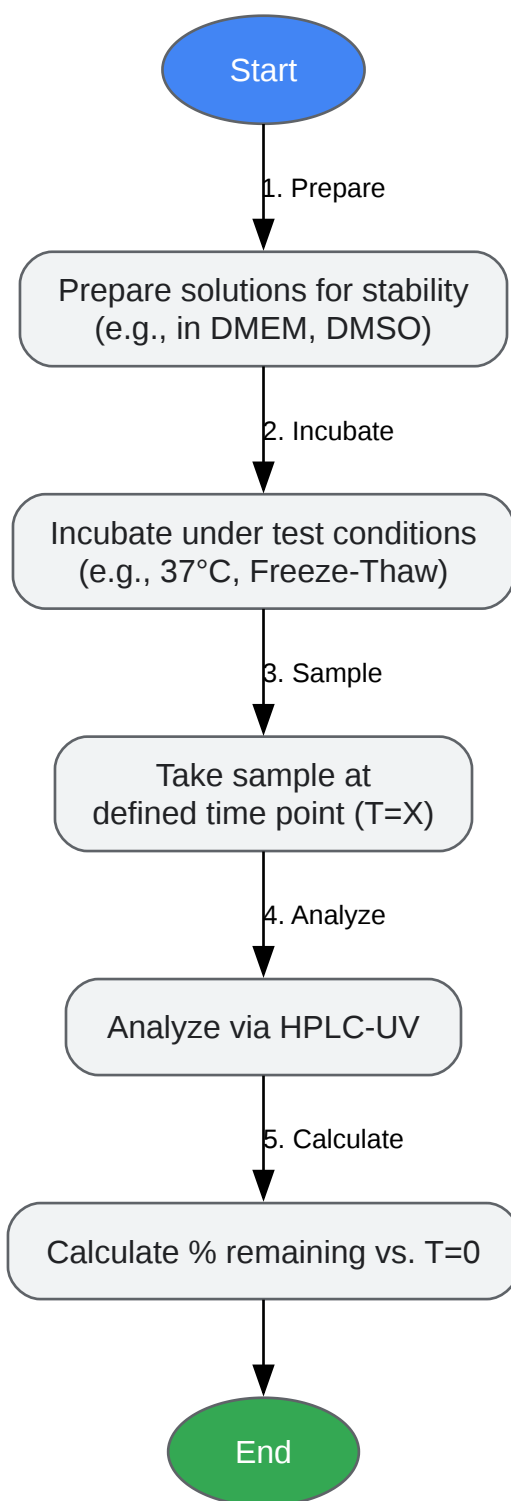 Start
1. Prepare
Prepare solutions for stability
(e.g., in DMEM, DMSO)
2. Incubate
Incubate under test conditions
(e.g., 37°C, Freeze-Thaw)
3. Sample
Take sample at
defined time point (T=X)
4. Analyze
Analyze via HPLC-UV
5. Calculate
Calculate % remaining vs. T=0
End